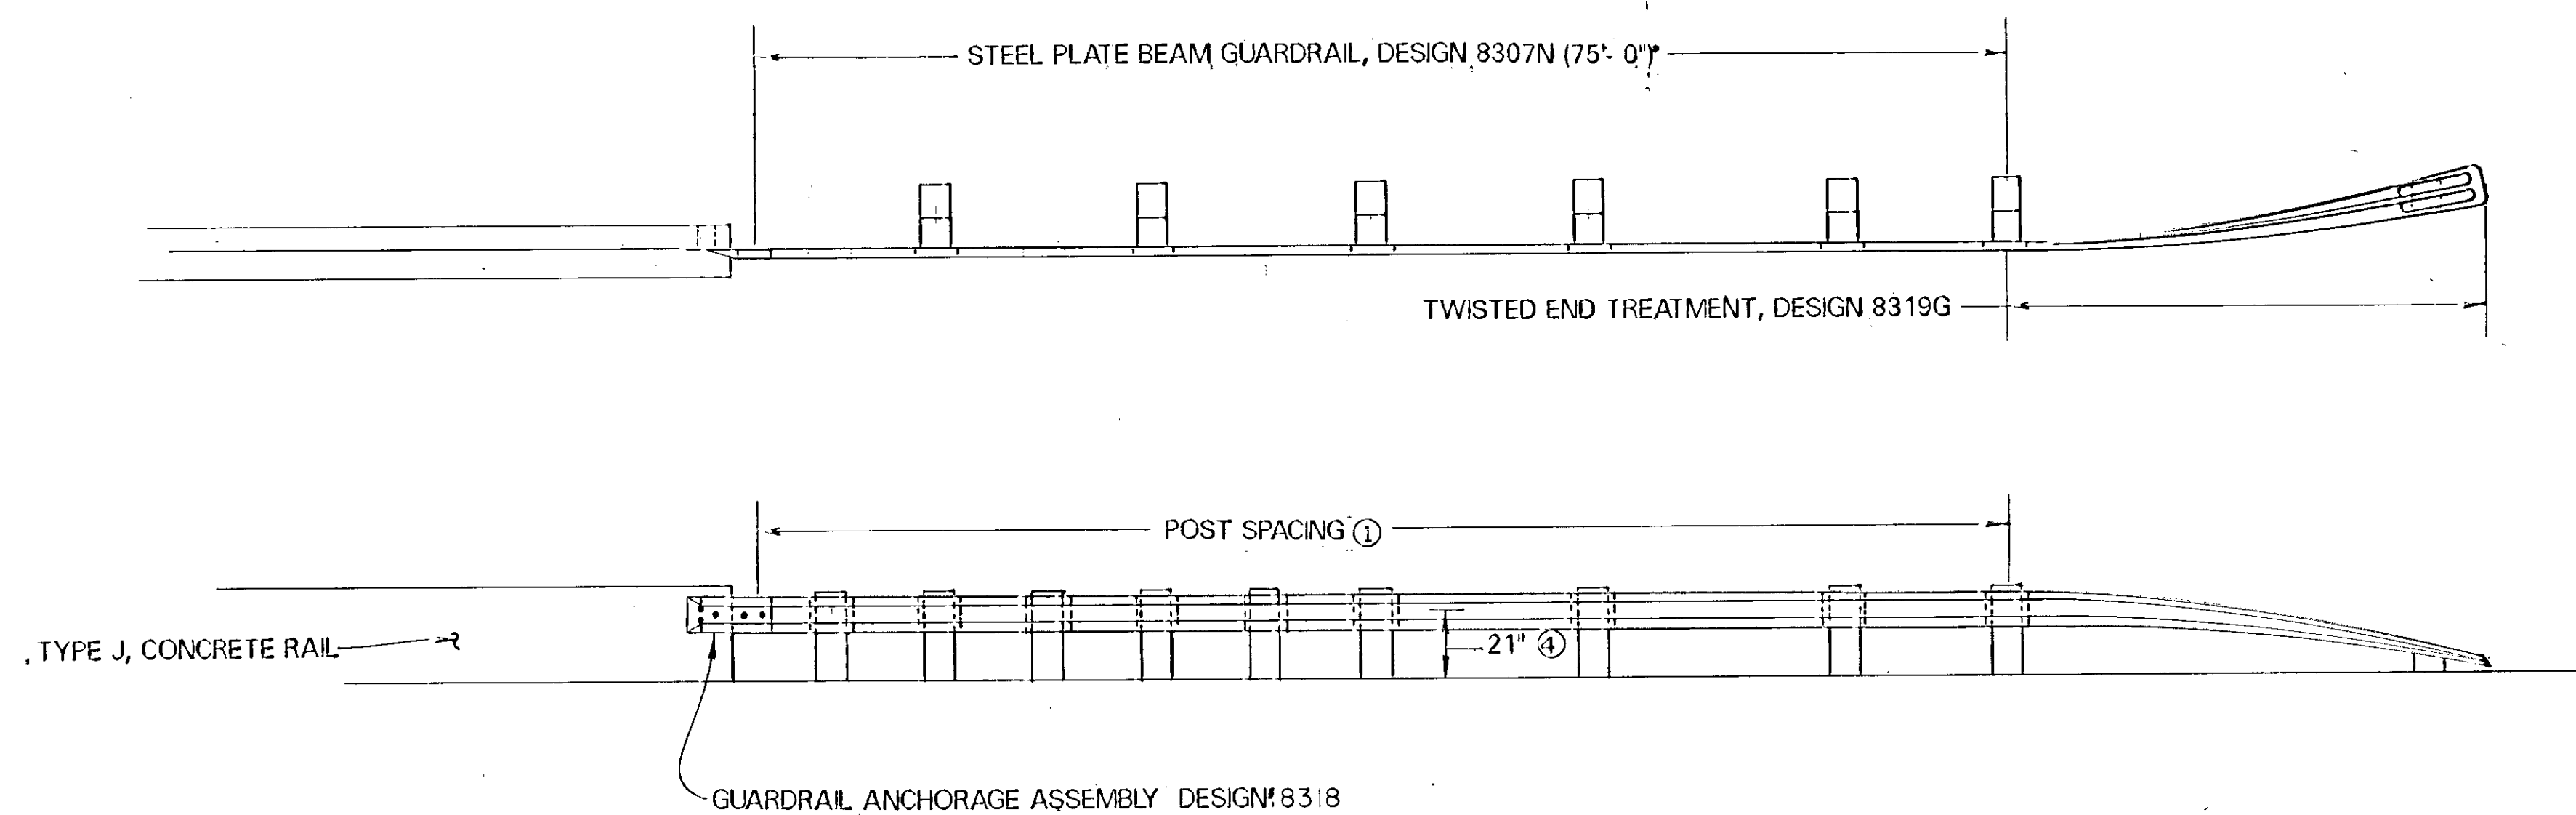 STEEL PLATE BEAM GUARDRAIL, DESIGN 8307N (75'- 0")
TWISTED END TREATMENT, DESIGN 8319G
POST SPACING ①
21" ④
TYPE J, CONCRETE RAIL
GUARDRAIL ANCHORAGE ASSEMBLY DESIGN 8318